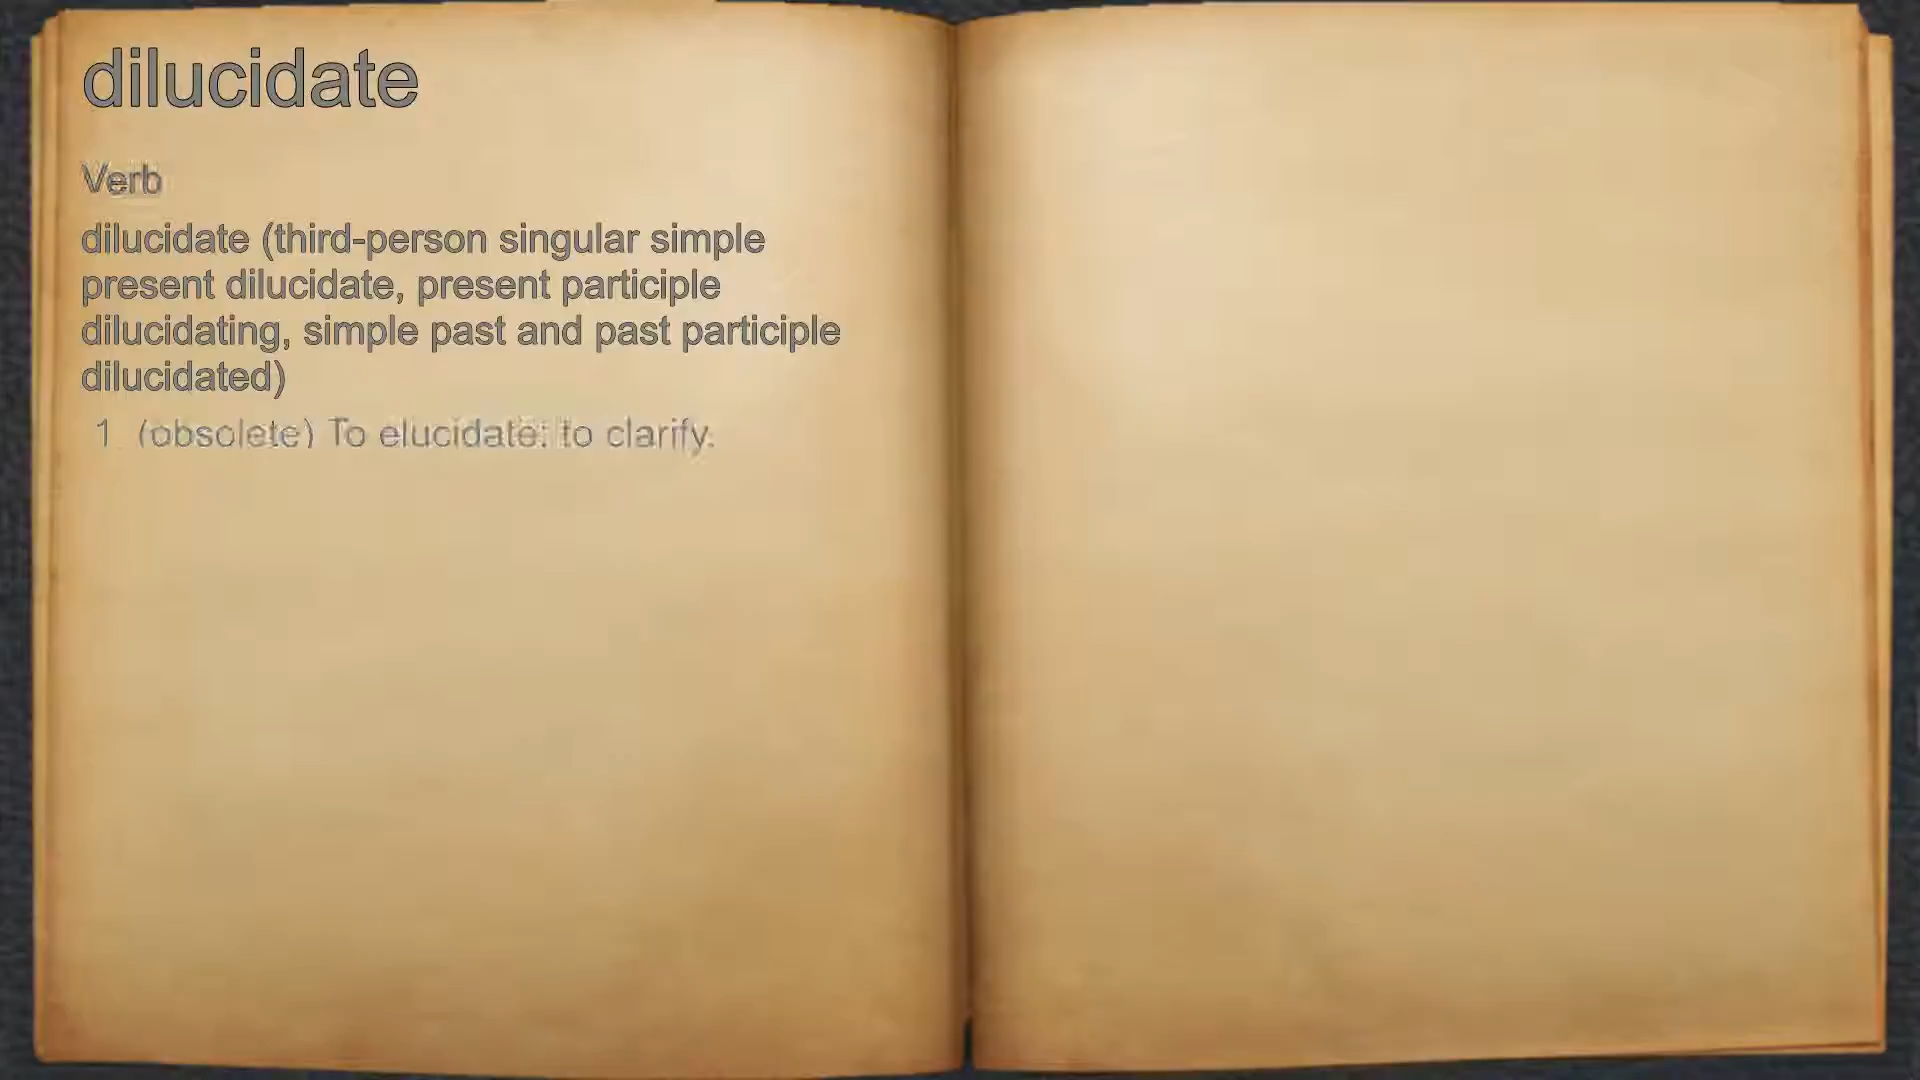 dilucidate
Verb
dilucidate (third-person singular simple
present dilucidate, present participle
dilucidating, simple past and past participle
dilucidated)
1. (obsolete) To elucidate; to clarify.